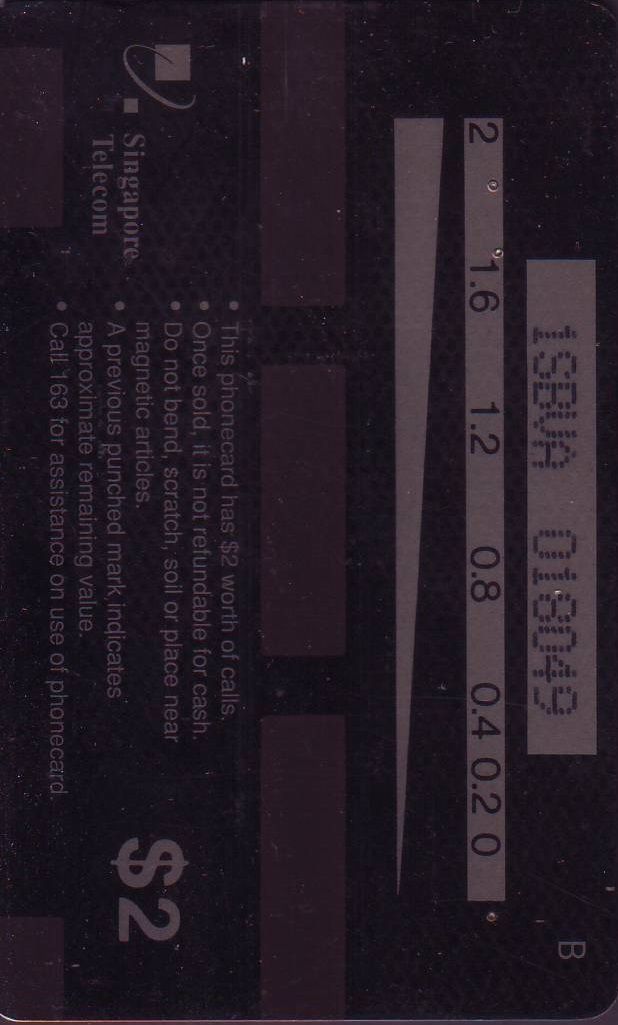 1SBVA 018049
2 1.6 1.2 0.8 0.4 0.2 0
B
• This phonecard has $2 worth of calls.
• Once sold, it is not refundable for cash.
• Do not bend, scratch, soil or place near
magnetic articles.
• A previous punched mark indicates
approximate remaining value.
• Call 163 for assistance on use of phonecard.
Singapore
Telecom
$2